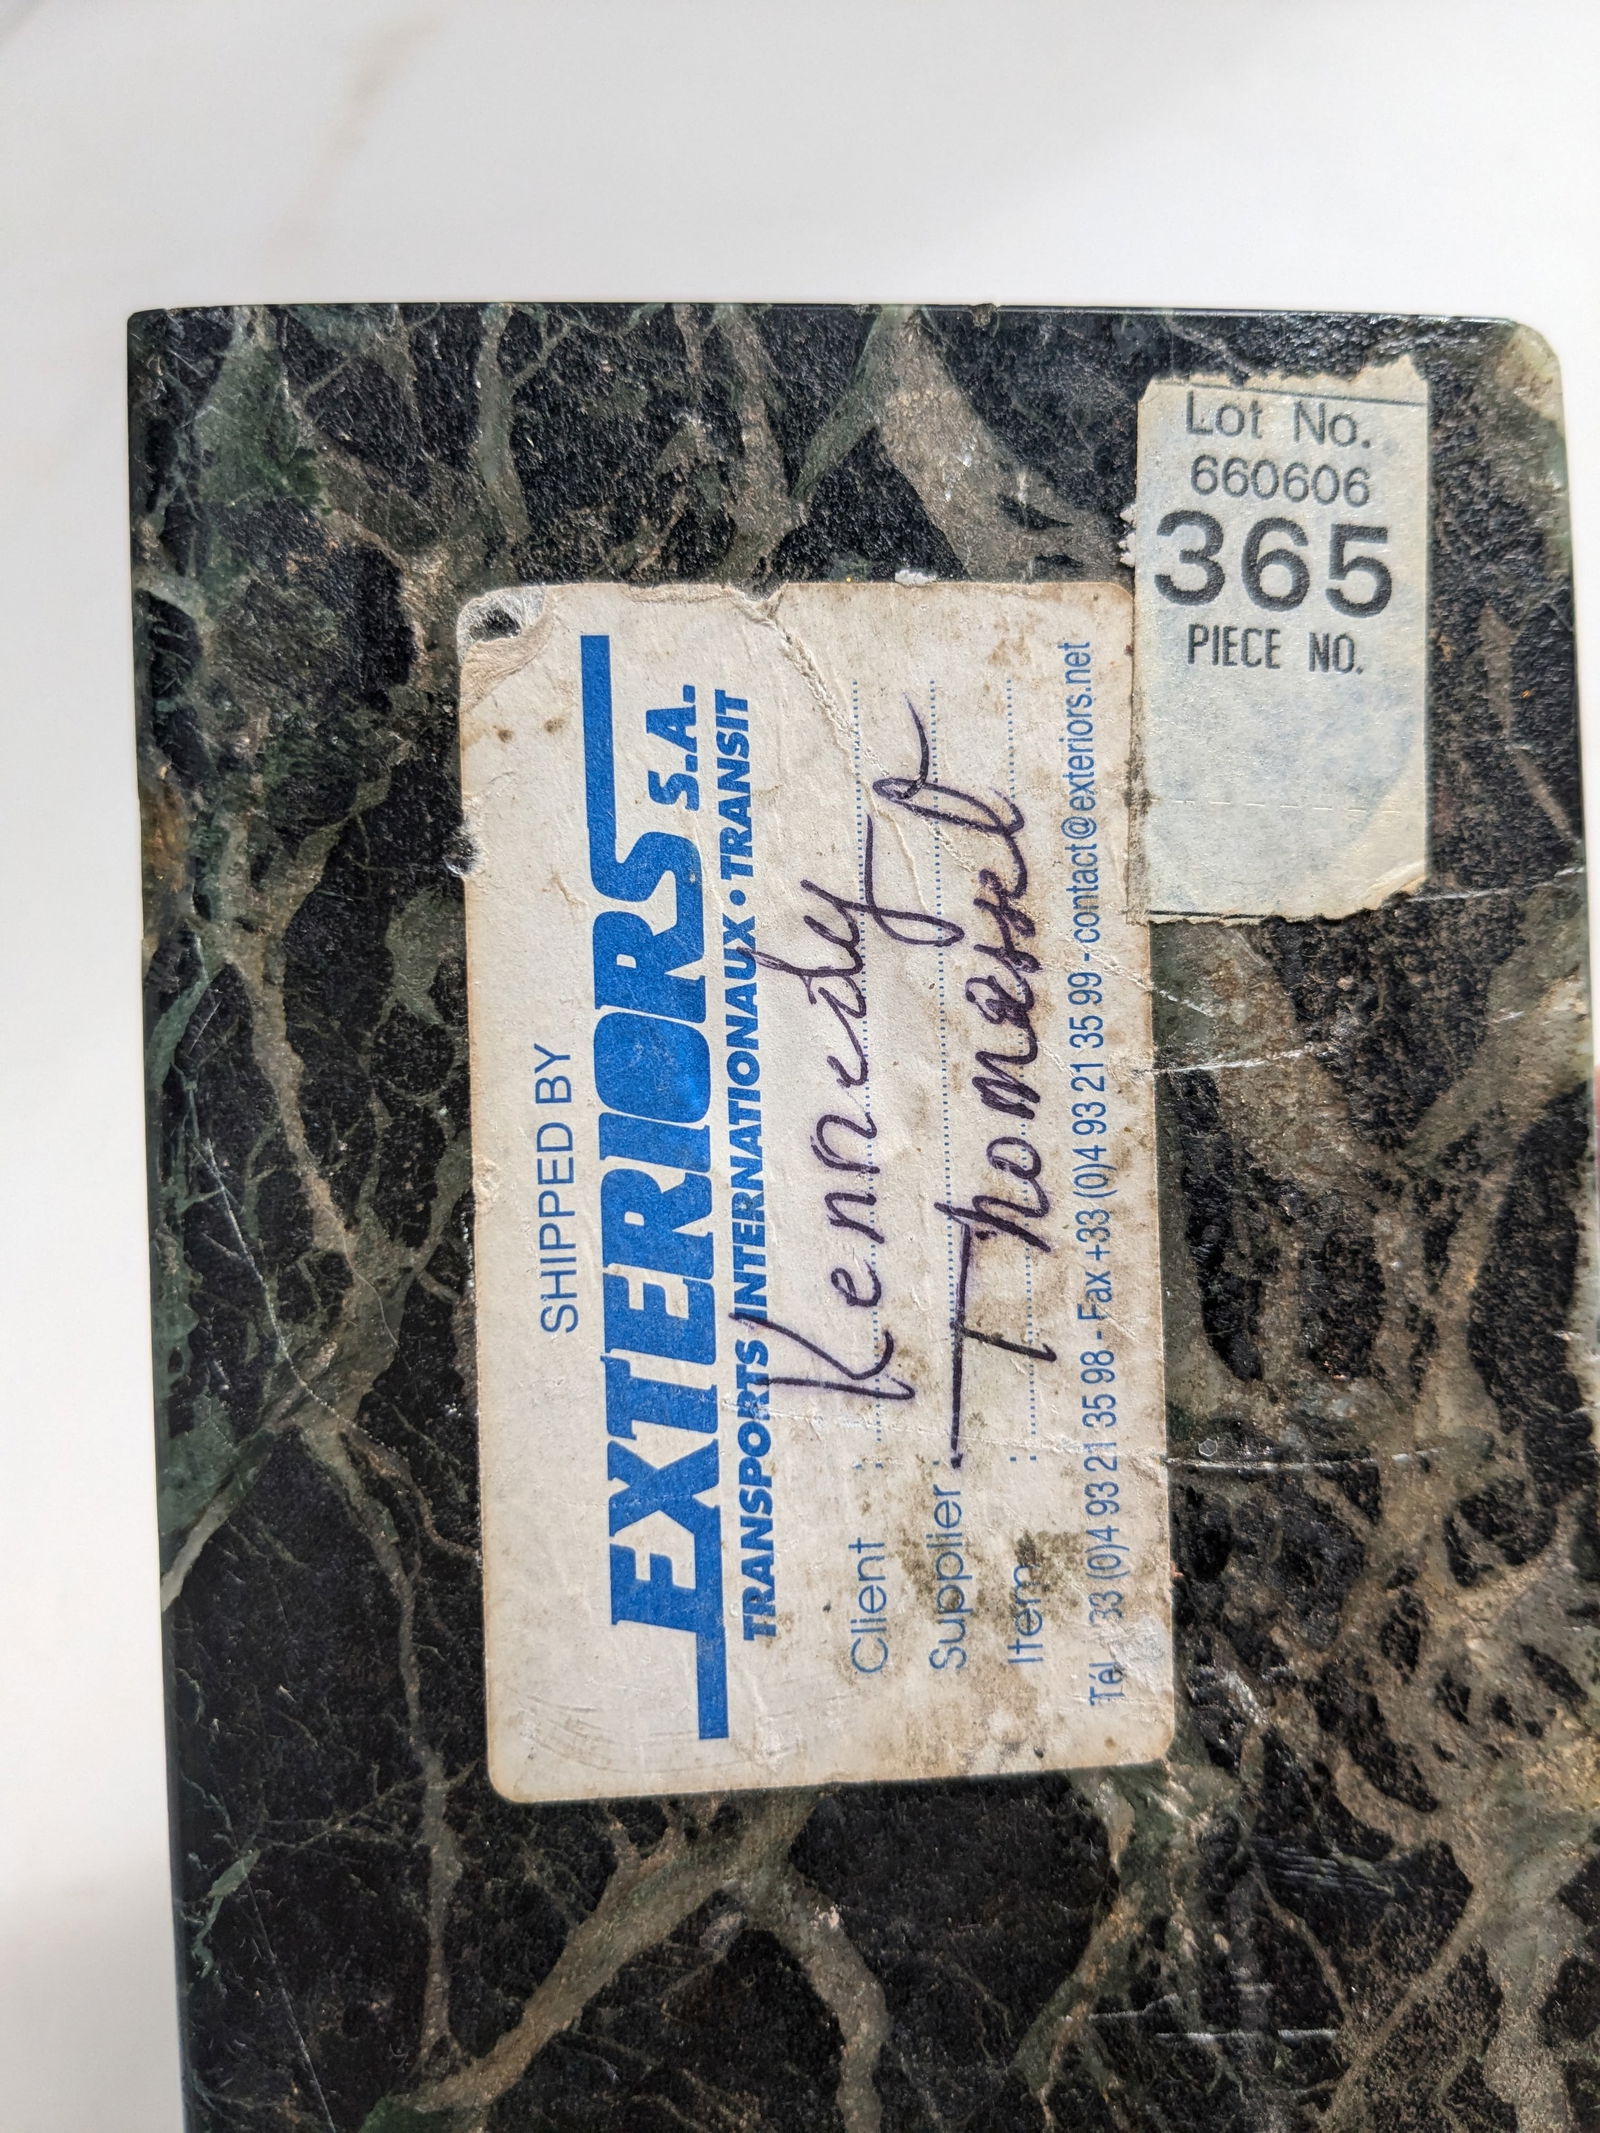 SHIPPED BY
EXTERIORS S.A.
TRANSPORTS INTERNATIONAUX • TRANSIT
Client : Kennedy
Supplier :
Item :
Tél 33 (0)4 93 21 35 98 - Fax +33 (0)4 93 21 35 99 - contact@exteriors.net
Lot No.
660606
365
PIECE NO.